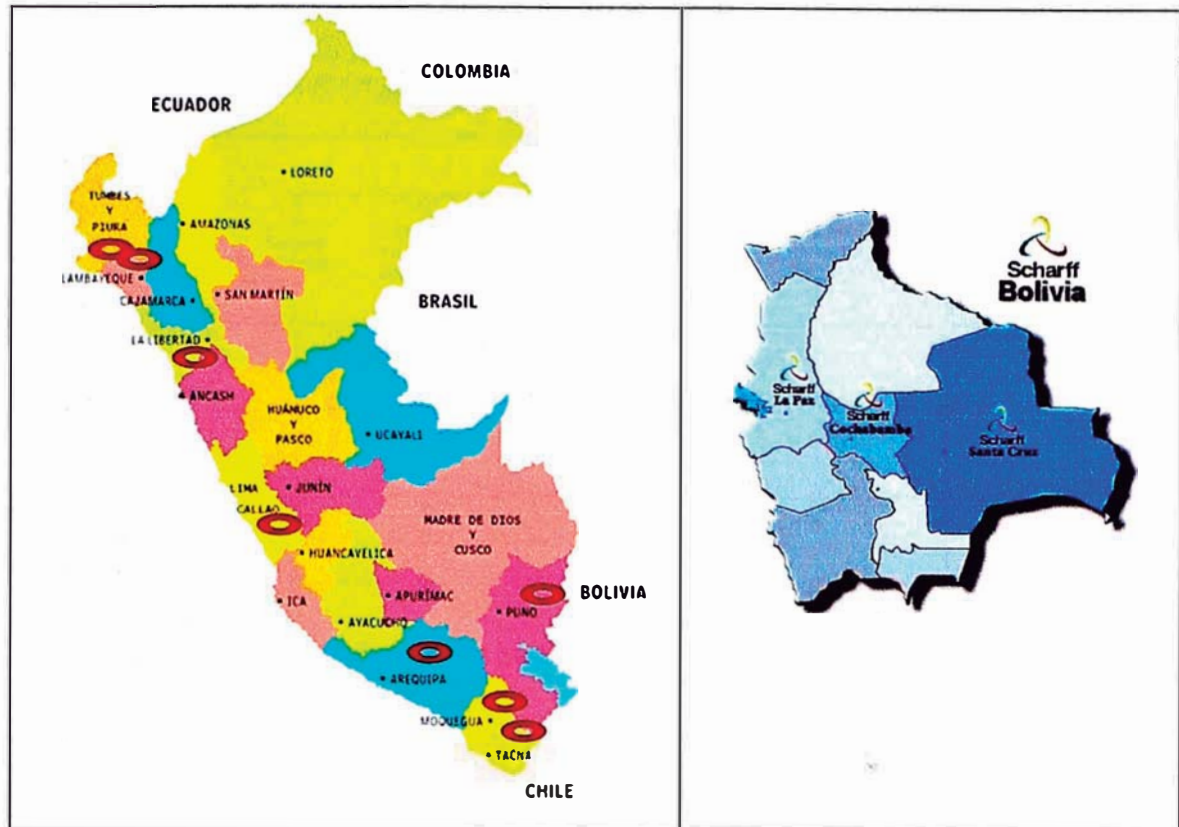 COLOMBIA
ECUADOR
LORETO
TUMBES
Y
PIURA
AMAZONAS
LAMBAYEQUE
CAJAMARCA
SAN MARTÍN
BRASIL
LA LIBERTAD
ANCASH
HUÁNUCO
Y
PASCO
UCAYALI
LIMA
CALLAO
JUNÍN
MADRE DE DIOS
Y
CUSCO
HUANCAVELICA
ICA
APURÍMAC
AYACUCHO
PUNO
BOLIVIA
AREQUIPA
MOQUEGUA
TACNA
CHILE
Scharff
Bolivia
Scharff
La Paz
Scharff
Cochabamba
Scharff
Santa Cruz